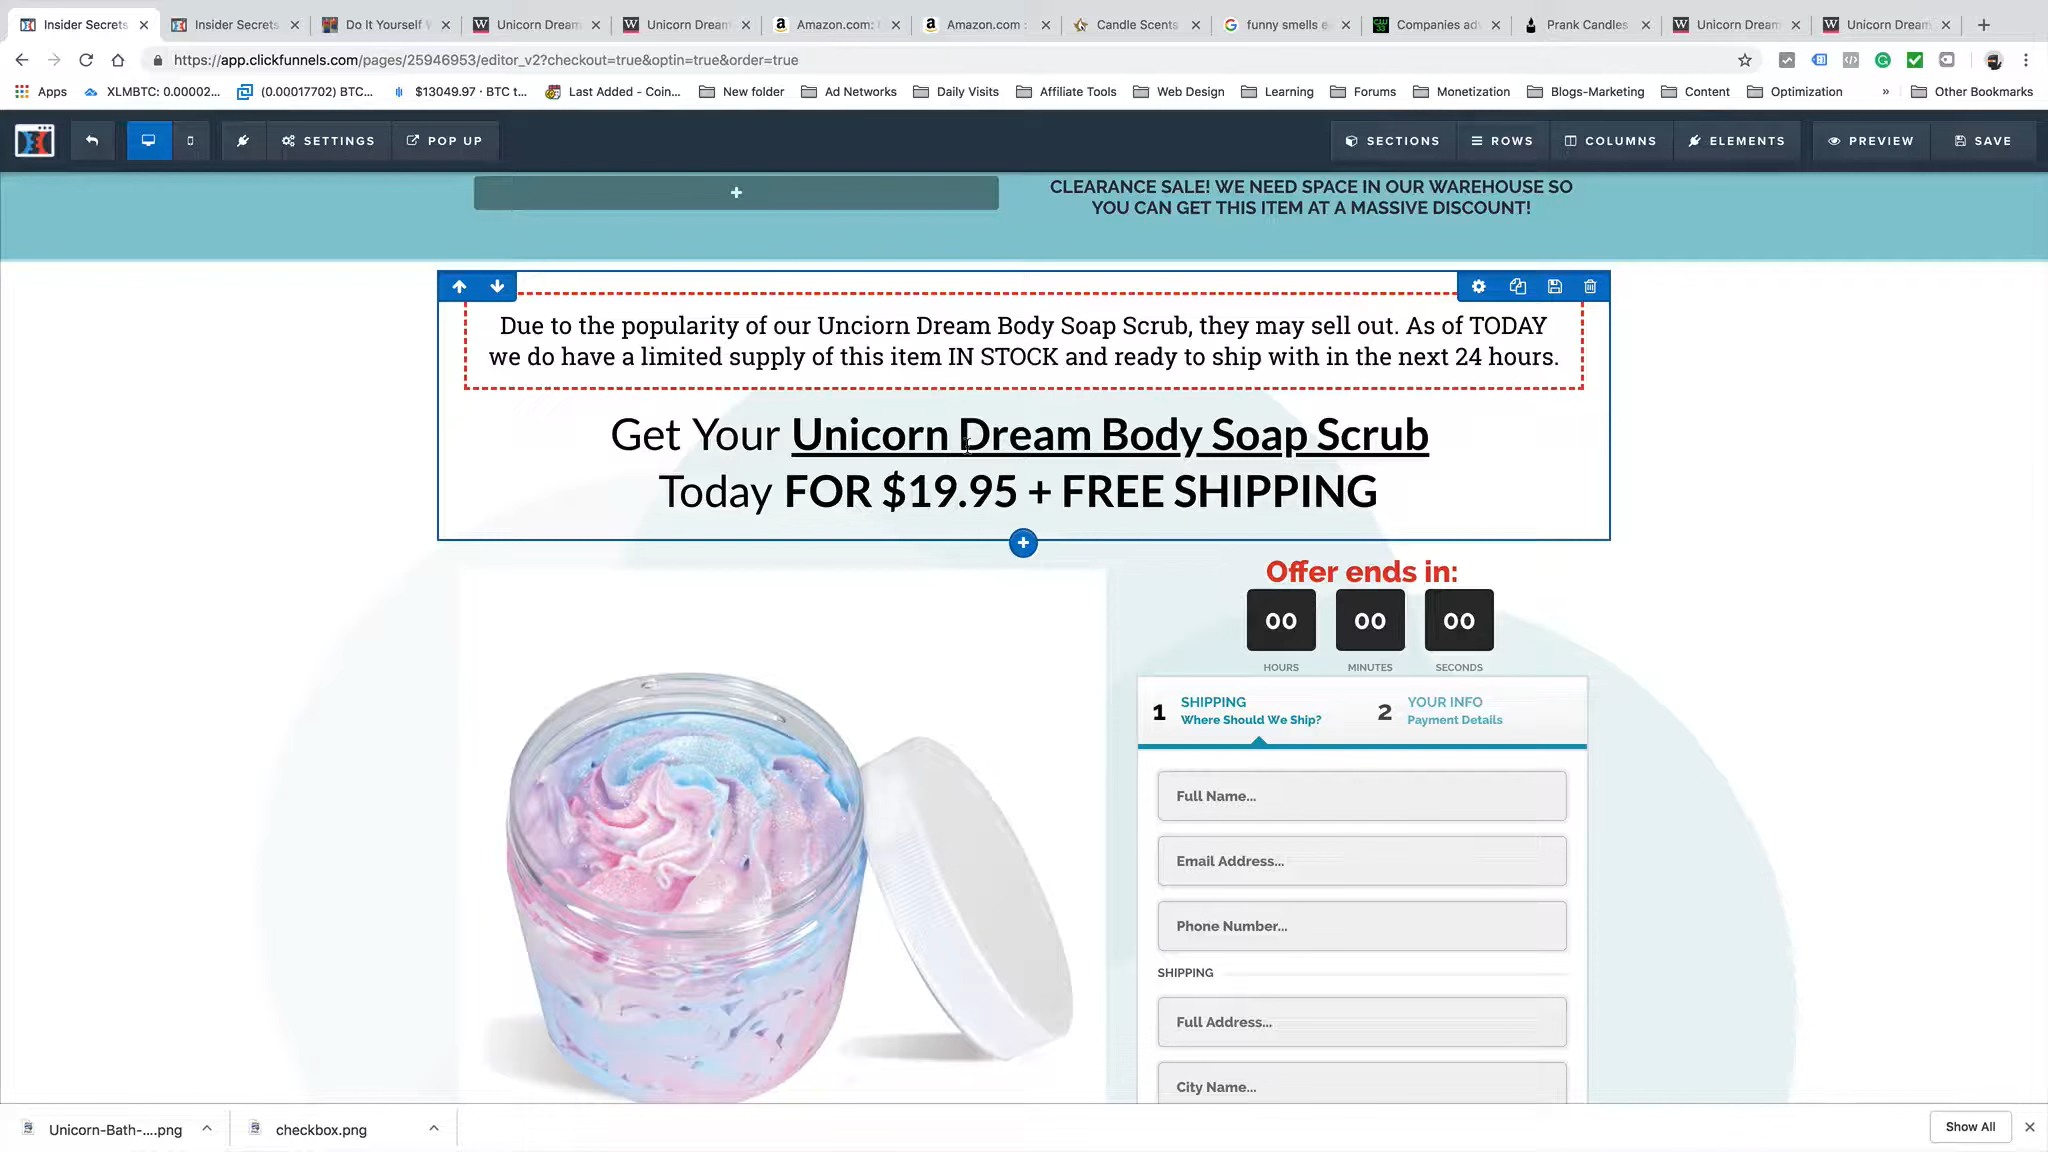 Insider Secrets
Insider Secrets
Do It Yourself
Unicorn Dream
Unicorn Dream
Amazon.com:
Amazon.com :
Candle Scents
funny smells
Companies ad
Prank Candles
Unicorn Dream
Unicorn Dream
https://app.clickfunnels.com/pages/25946953/editor_v2?checkout=true&optin=true&order=true
Apps
XLMBTC: 0.00002...
(0.00017702) BTC...
$13049.97 · BTC t...
Last Added - Coin...
New folder
Ad Networks
Daily Visits
Affiliate Tools
Web Design
Learning
Forums
Monetization
Blogs-Marketing
Content
Optimization
»
Other Bookmarks
SETTINGS
POP UP
SECTIONS
ROWS
COLUMNS
ELEMENTS
PREVIEW
SAVE
CLEARANCE SALE! WE NEED SPACE IN OUR WAREHOUSE SO
YOU CAN GET THIS ITEM AT A MASSIVE DISCOUNT!
Due to the popularity of our Unciorn Dream Body Soap Scrub, they may sell out. As of TODAY
we do have a limited supply of this item IN STOCK and ready to ship with in the next 24 hours.
Get Your Unicorn Dream Body Soap Scrub
Today FOR $19.95 + FREE SHIPPING
Offer ends in:
00 00 00
HOURS MINUTES SECONDS
1 SHIPPING
Where Should We Ship?
2 YOUR INFO
Payment Details
Full Name...
Email Address...
Phone Number...
SHIPPING
Full Address...
City Name...
Unicorn-Bath-....png
checkbox.png
Show All